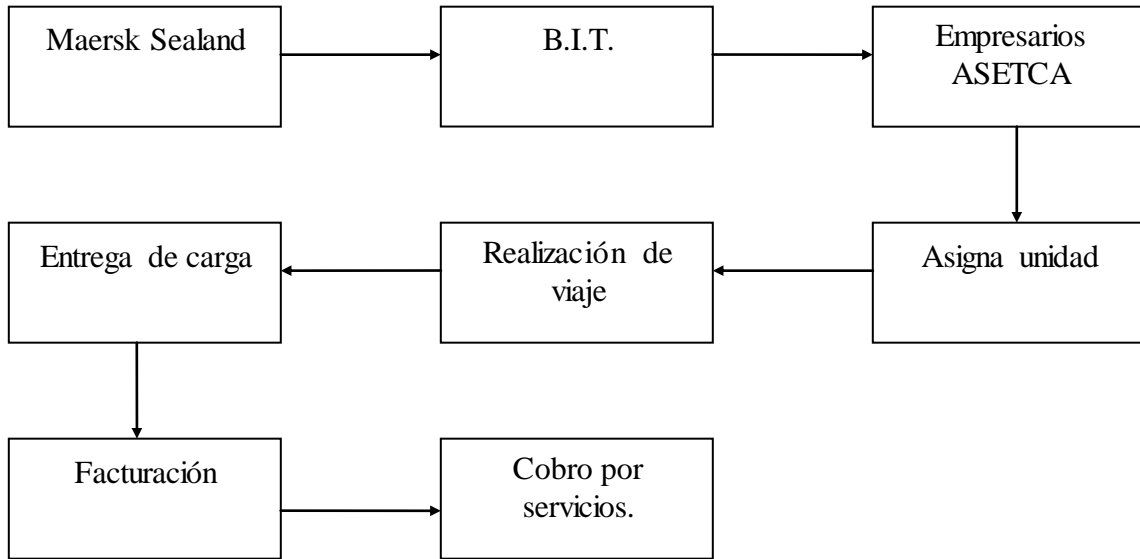 Maersk Sealand
B.I.T.
Empresarios
ASETCA
Entrega de carga
Realización de
viaje
Asigna unidad
Facturación
Cobro por
servicios.